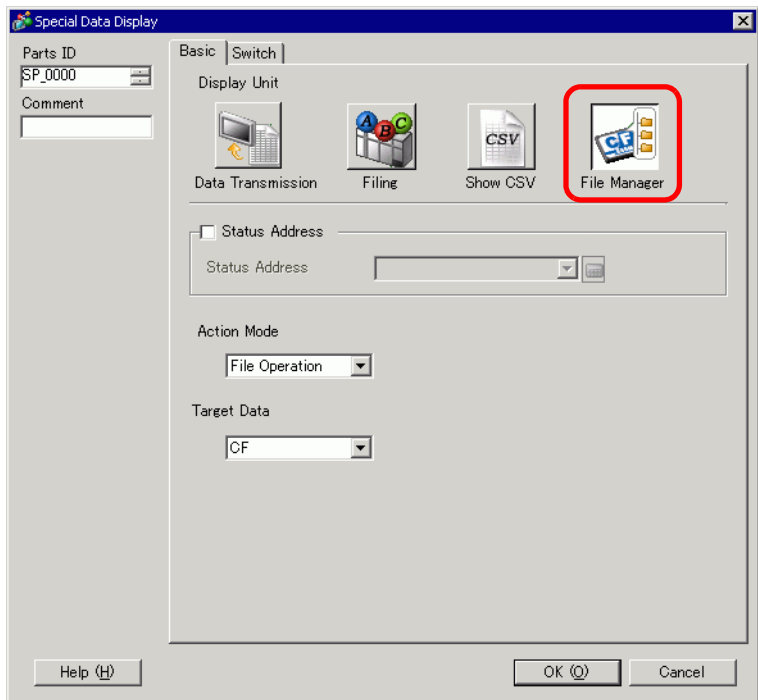 Special Data Display
Parts ID
SP_0000
Comment
Basic
Switch
Display Unit
A B C
CSV
CF
Data Transmission
Filing
Show CSV
File Manager
Status Address
Status Address
Action Mode
File Operation
Target Data
CF
Help (H)
OK (O)
Cancel